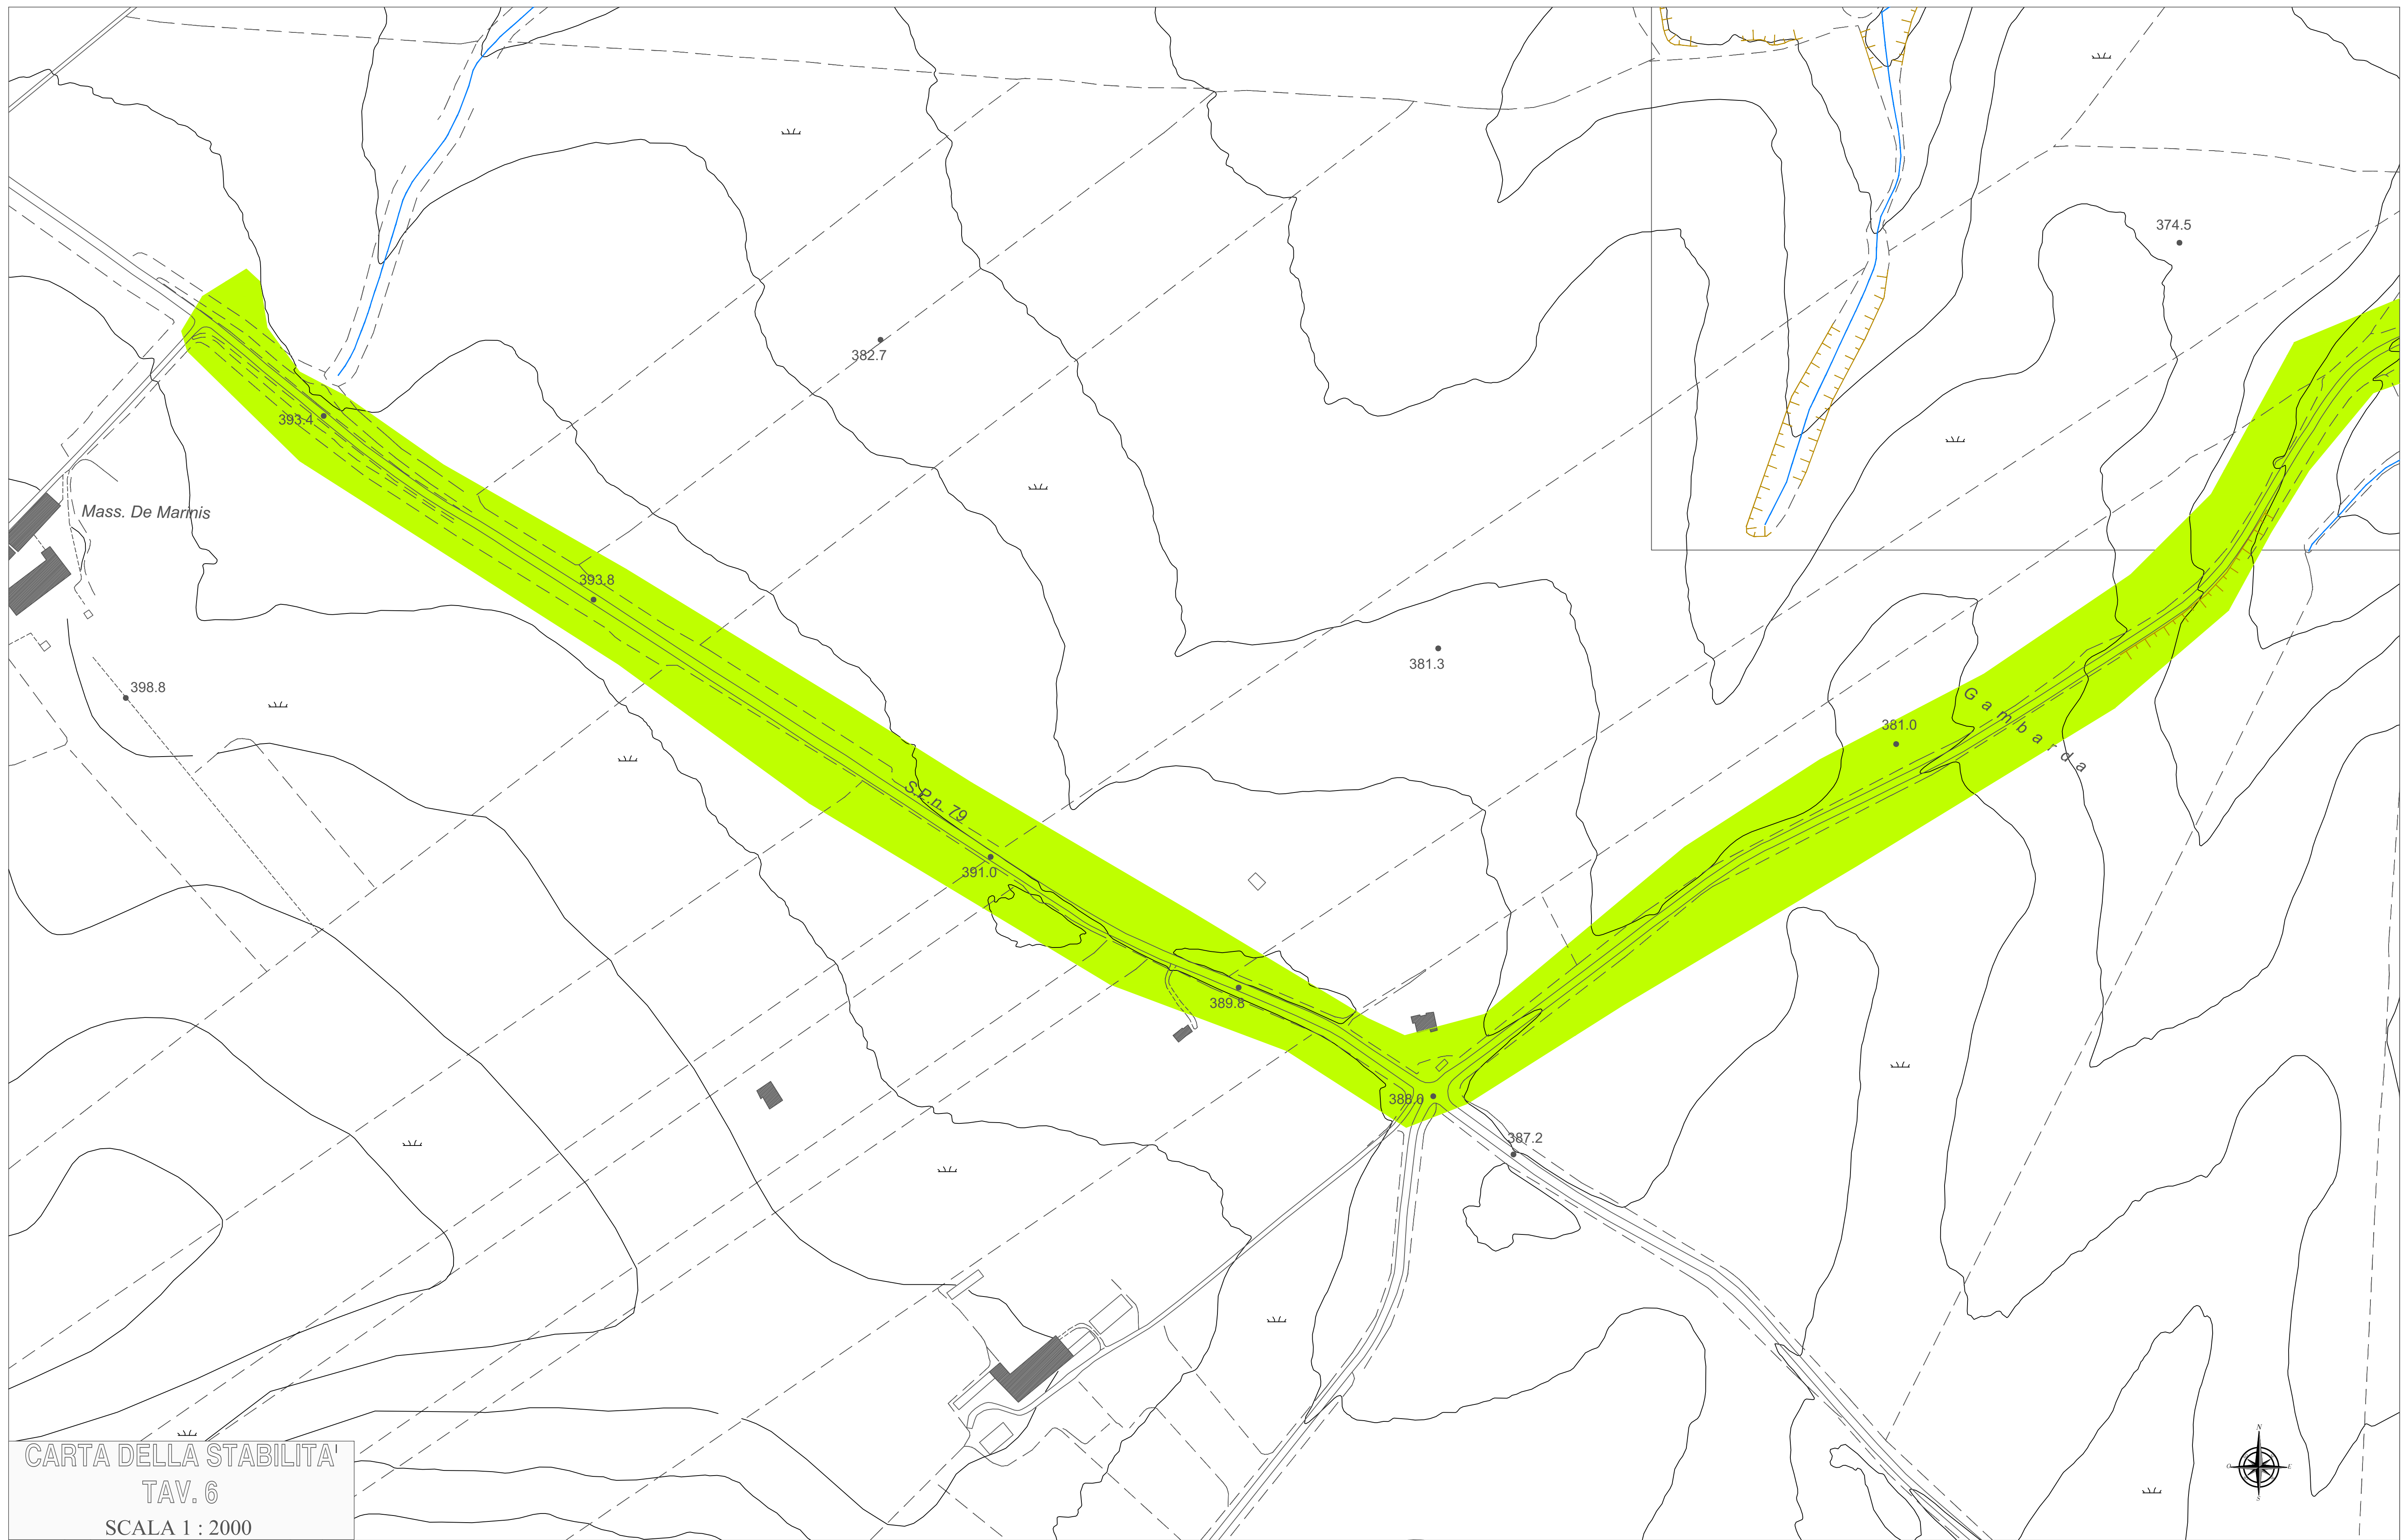 374.5
382.7
393.4
Mass. De Marinis
393.8
381.3
398.8
Gambarda
381.0
S.P.n. 79
391.0
389.8
388.0
387.2
N
O
E
S
CARTA DELLA STABILITA'
TAV. 6
SCALA 1 : 2000